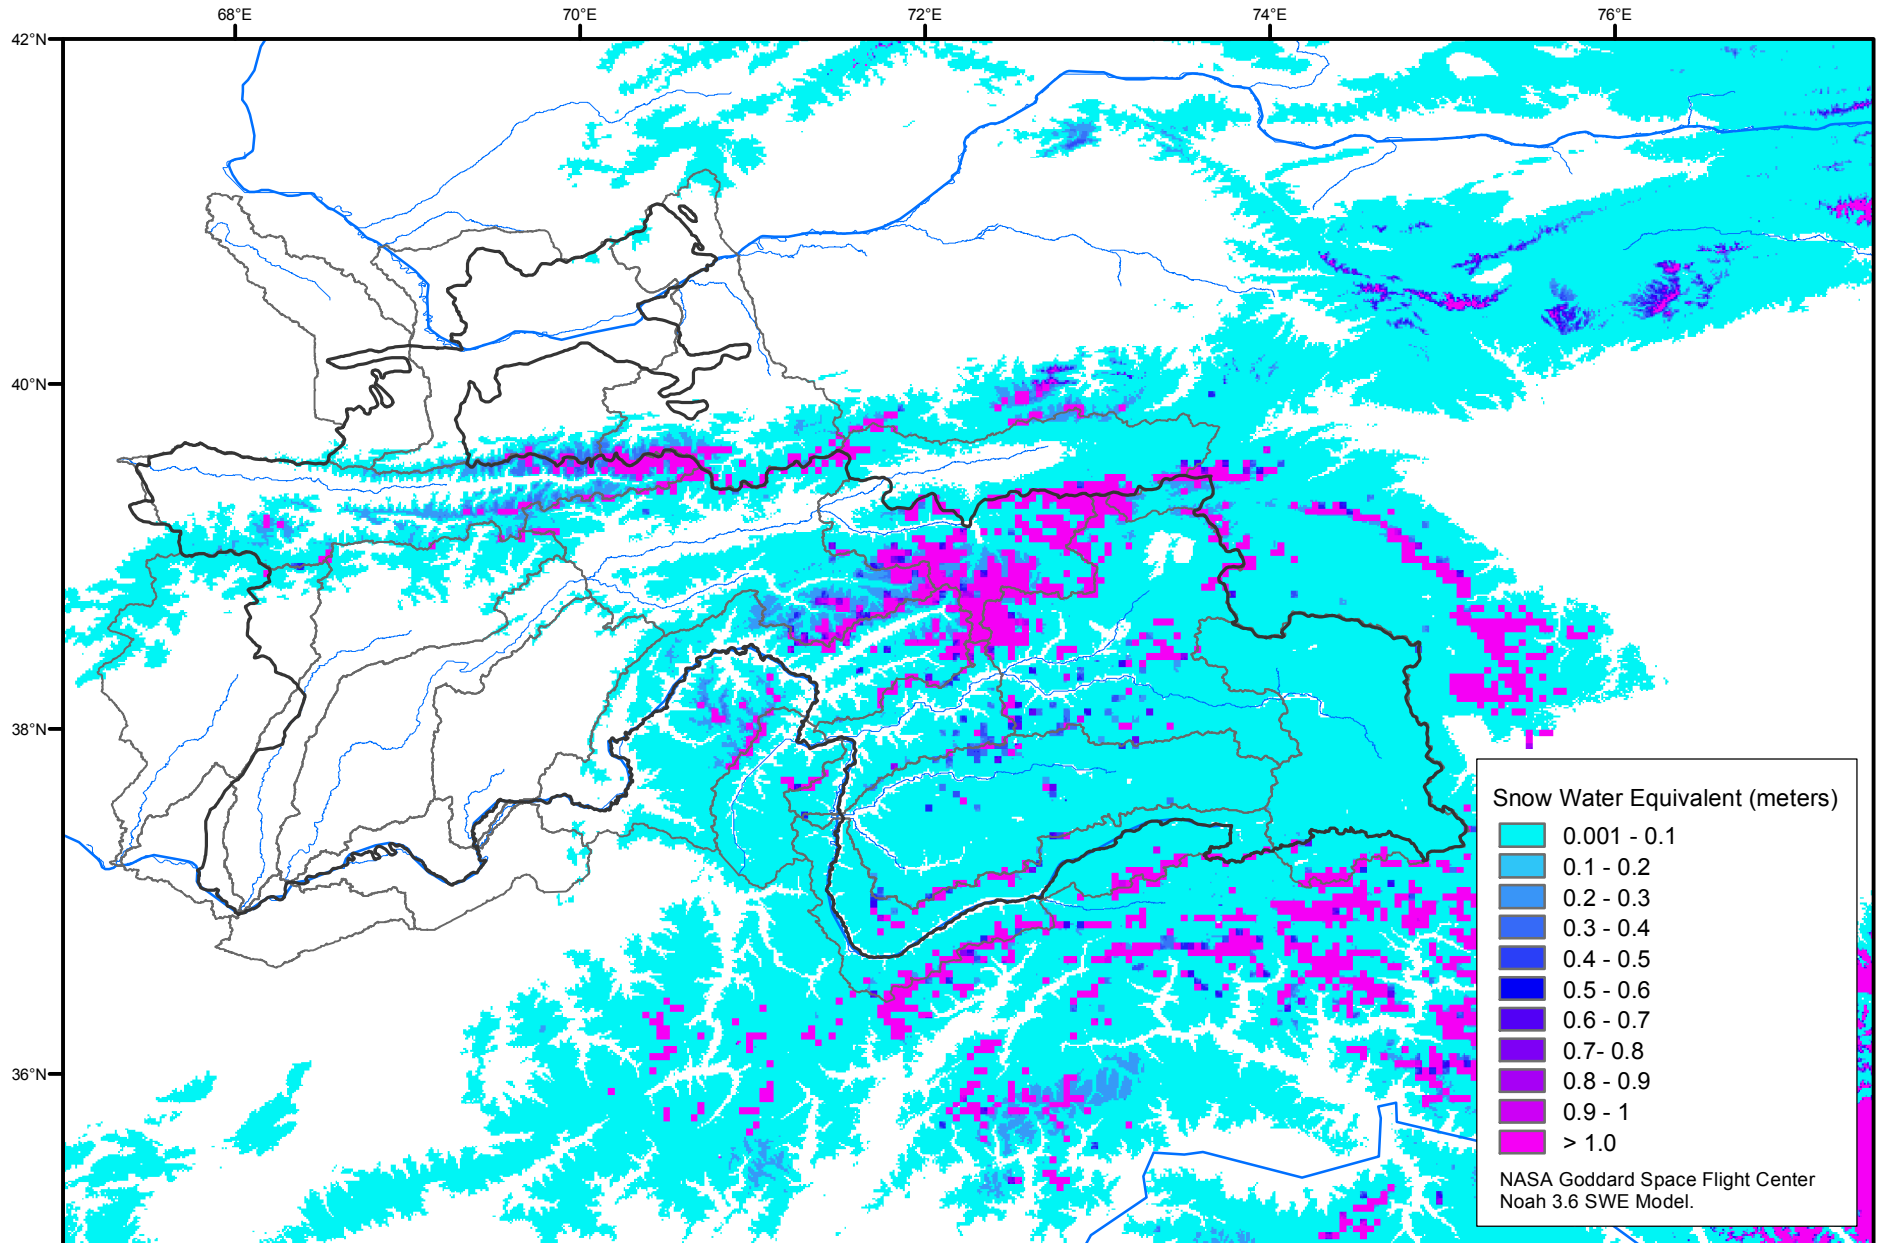 68°E 70°E 72°E 74°E 76°E
42°N
40°N
38°N
36°N
Snow Water Equivalent (meters)
0.001 - 0.1
0.1 - 0.2
0.2 - 0.3
0.3 - 0.4
0.4 - 0.5
0.5 - 0.6
0.6 - 0.7
0.7- 0.8
0.8 - 0.9
0.9 - 1
> 1.0
NASA Goddard Space Flight Center
Noah 3.6 SWE Model.